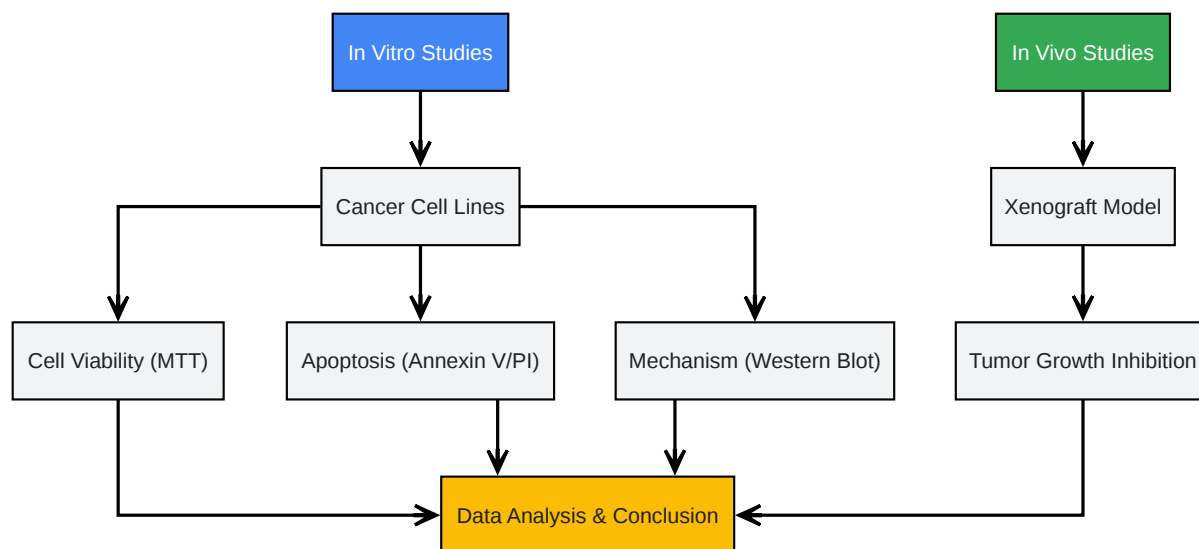 In Vitro Studies
In Vivo Studies
Cancer Cell Lines
Xenograft Model
Cell Viability (MTT)
Apoptosis (Annexin V/PI)
Mechanism (Western Blot)
Tumor Growth Inhibition
Data Analysis & Conclusion